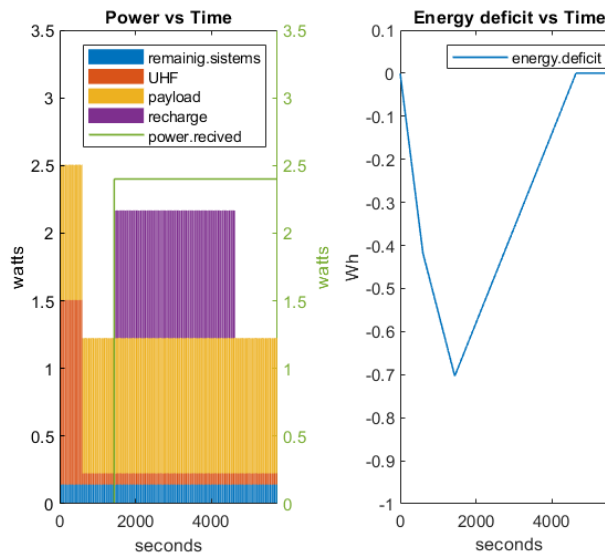 Power vs Time
3.5
3
2.5
2
1.5
1
0.5
0
watts
remainig.sistems
UHF
payload
recharge
power.recived
3.5
3
2.5
2
1.5
1
0.5
0
watts
0 2000 4000
seconds
Energy deficit vs Time
0.1
0
-0.1
-0.2
-0.3
-0.4
-0.5
-0.6
-0.7
-0.8
-0.9
-1
Wh
energy.deficit
0 2000 4000
seconds